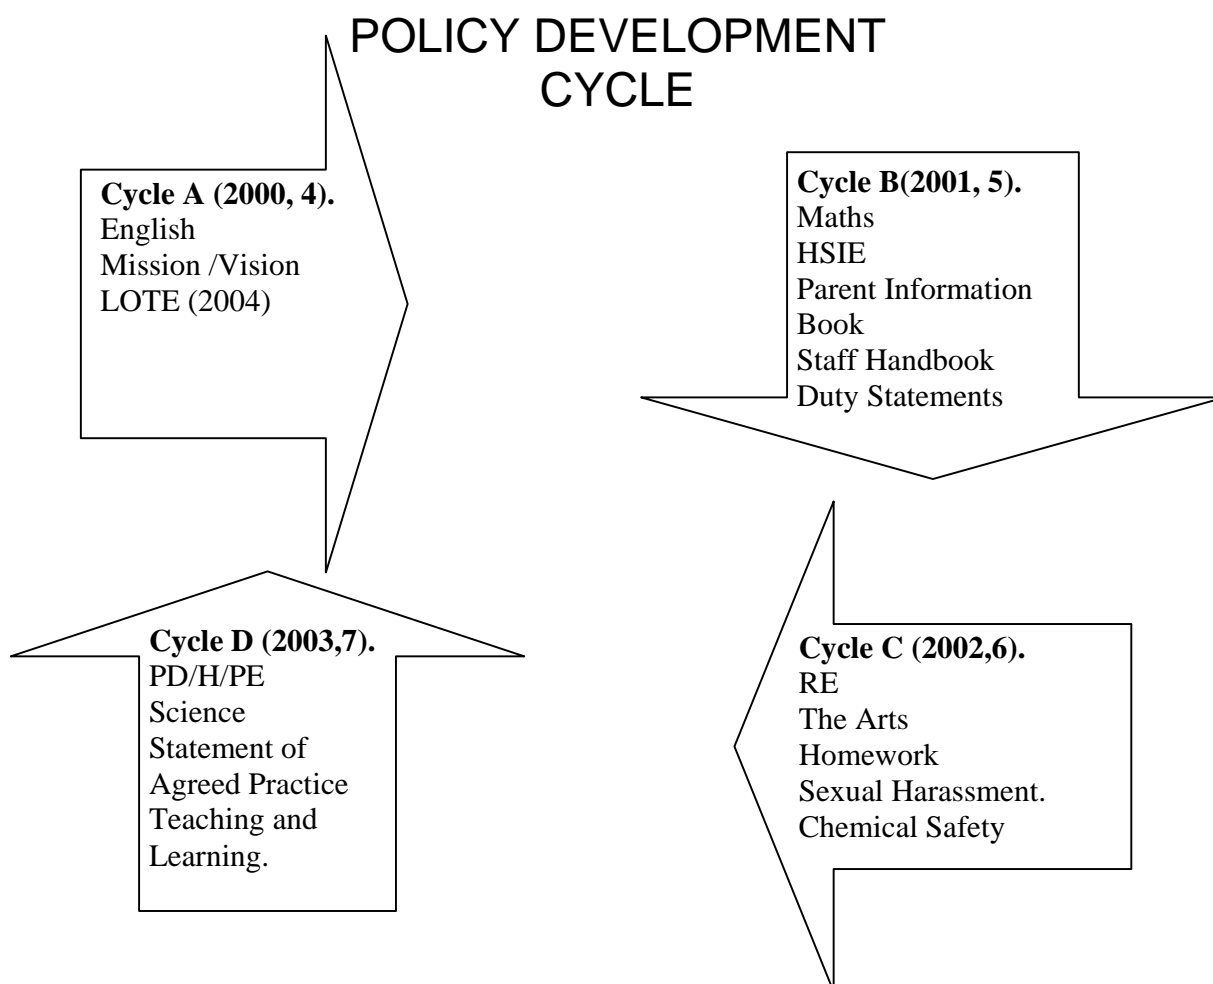 POLICY DEVELOPMENT
CYCLE
Cycle A (2000, 4).
English
Mission /Vision
LOTE (2004)
Cycle B(2001, 5).
Maths
HSIE
Parent Information
Book
Staff Handbook
Duty Statements
Cycle D (2003,7).
PD/H/PE
Science
Statement of
Agreed Practice
Teaching and
Learning.
Cycle C (2002,6).
RE
The Arts
Homework
Sexual Harassment.
Chemical Safety